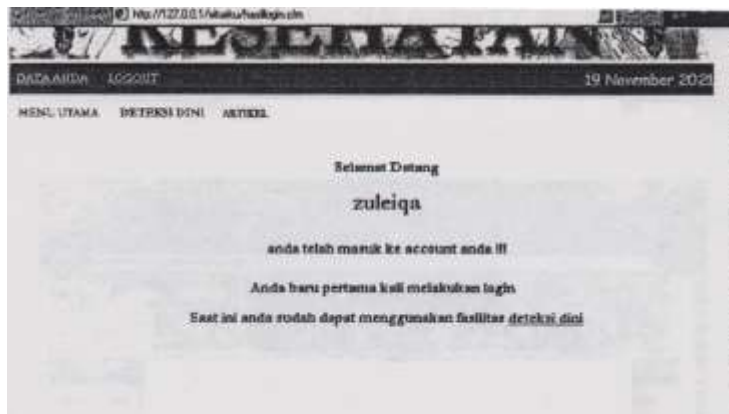 KESEHATAN
DATA ANDA LOGOUT 19 November 2021
MENU UTAMA DETEKSI DINI ARTIKEL
Selamat Datang
zuleiqa
anda telah masuk ke account anda !!!
Anda baru pertama kali melakukan login
Saat ini anda sudah dapat menggunakan fasilitas deteksi dini